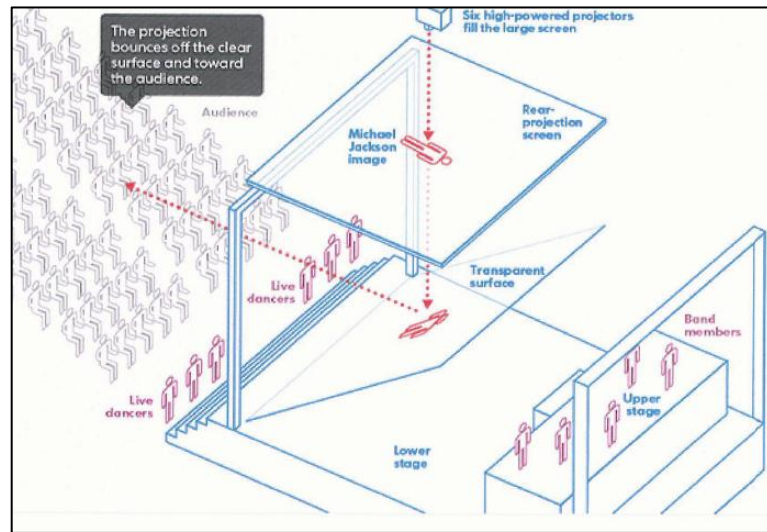 Six high-powered projectors
fill the large screen
The projection
bounces off the clear
surface and toward
the audience.
Audience
Rear-
projection
screen
Michael
Jackson
image
Transparent
surface
Live
dancers
Band
members
Live
dancers
Upper
stage
Lower
stage